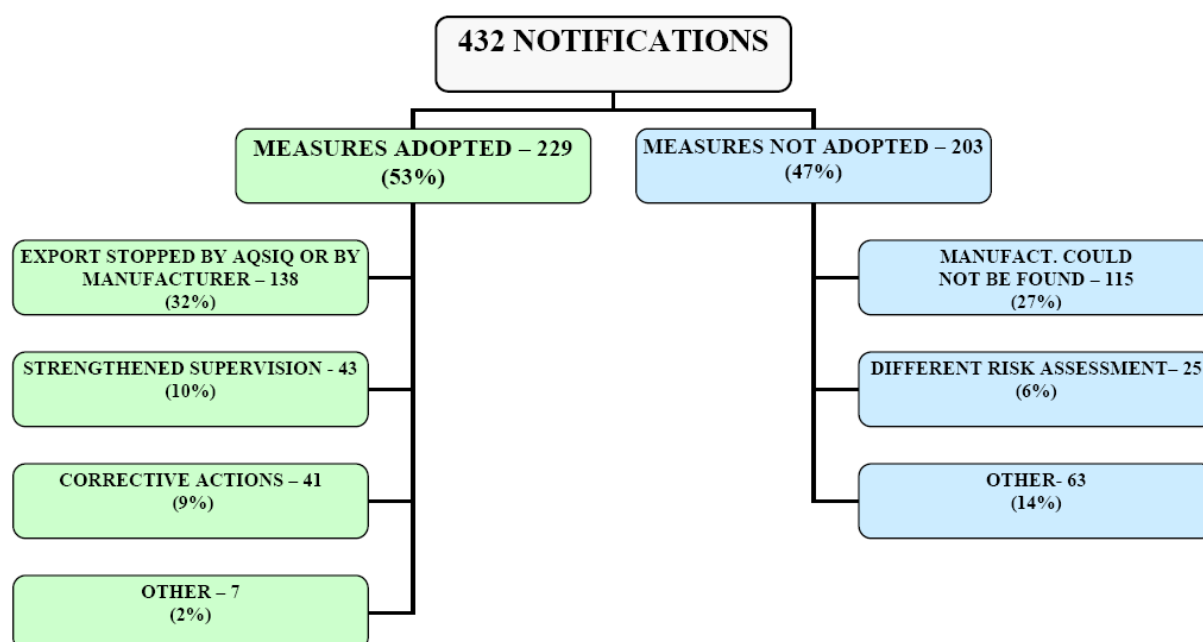 432 NOTIFICATIONS
MEASURES ADOPTED – 229
(53%)
MEASURES NOT ADOPTED – 203
(47%)
EXPORT STOPPED BY AQSIQ OR BY
MANUFACTURER – 138
(32%)
STRENGTHENED SUPERVISION - 43
(10%)
CORRECTIVE ACTIONS – 41
(9%)
OTHER – 7
(2%)
MANUFACT. COULD
NOT BE FOUND – 115
(27%)
DIFFERENT RISK ASSESSMENT– 25
(6%)
OTHER- 63
(14%)